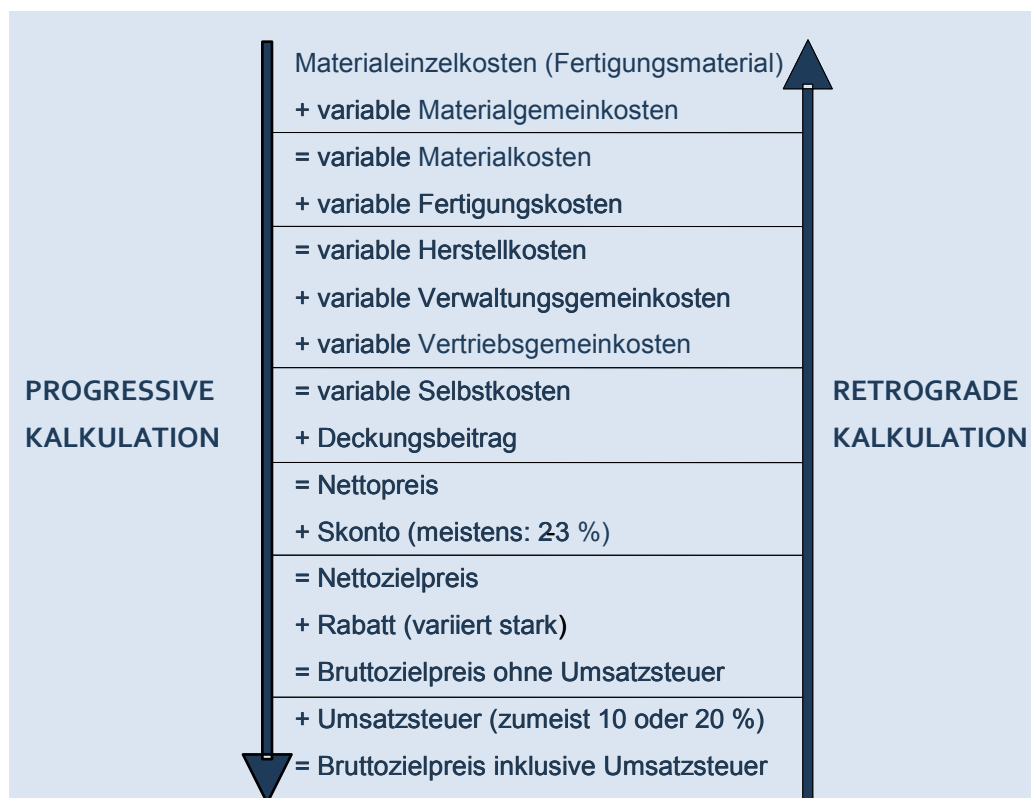 Materialeinzelkosten (Fertigungsmaterial)
+ variable Materialgemeinkosten
= variable Materialkosten
+ variable Fertigungskosten
= variable Herstellkosten
+ variable Verwaltungsgemeinkosten
+ variable Vertriebsgemeinkosten
PROGRESSIVE
KALKULATION
= variable Selbstkosten
+ Deckungsbeitrag
RETROGRADE
KALKULATION
= Nettopreis
+ Skonto (meistens: 2-3 %)
= Nettozielpreis
+ Rabatt (variiert stark)
= Bruttozielpreis ohne Umsatzsteuer
+ Umsatzsteuer (zumeist 10 oder 20 %)
= Bruttozielpreis inklusive Umsatzsteuer